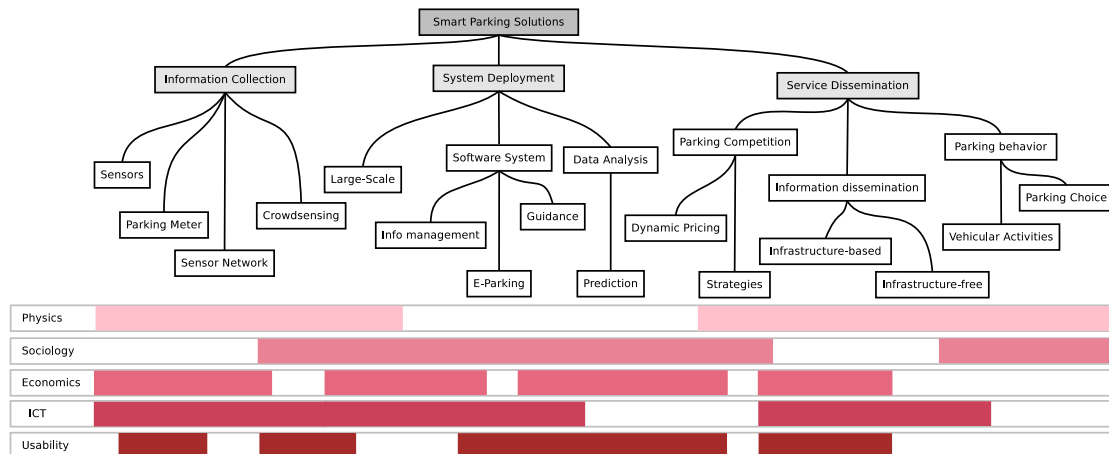 Smart Parking Solutions
Information Collection
System Deployment
Service Dissemination
Sensors
Parking Meter
Sensor Network
Crowdsensing
Large-Scale
Software System
Data Analysis
Info management
Guidance
E-Parking
Prediction
Parking Competition
Information dissemination
Parking behavior
Dynamic Pricing
Strategies
Infrastructure-based
Infrastructure-free
Vehicular Activities
Parking Choice
Physics
Sociology
Economics
ICT
Usability